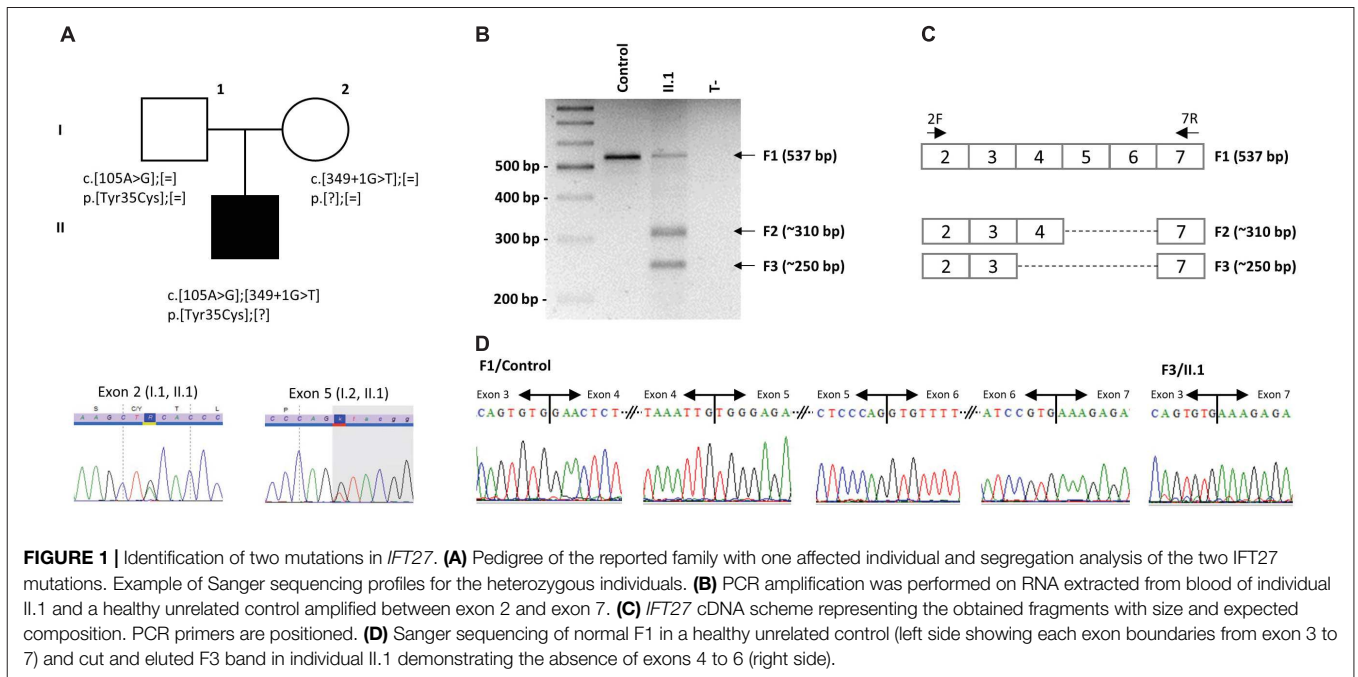 A
1
2
I
c.[105A>G];[=]
p.[Tyr35Cys];[=]
c.[349+1G>T];[=]
p.[?];[=]
II
c.[105A>G];[349+1G>T]
p.[Tyr35Cys];[?]
Exon 2 (I.1, II.1)
S C/Y T L
A A G C T R C A C C C
Exon 5 (I.2, II.1)
P
B
Control
II.1
T-
500 bp -
400 bp -
300 bp -
200 bp -
F1 (537 bp)
F2 (~310 bp)
F3 (~250 bp)
C
2F
7R
2 3 4 5 6 7 F1 (537 bp)
2 3 4 7 F2 (~310 bp)
2 3 7 F3 (~250 bp)
D
F1/Control
Exon 3 Exon 4
CAGTGTGGAACTCT
Exon 4 Exon 5
TAAATTGTGGGAGA
Exon 5 Exon 6
CTCCCAGGTGTTTT
Exon 6 Exon 7
ATCCGTGAAAGAGA
F3/II.1
Exon 3 Exon 7
CAGTGTGAAAGAGA
FIGURE 1 | Identification of two mutations in IFT27. (A) Pedigree of the reported family with one affected individual and segregation analysis of the two IFT27
mutations. Example of Sanger sequencing profiles for the heterozygous individuals. (B) PCR amplification was performed on RNA extracted from blood of individual
II.1 and a healthy unrelated control amplified between exon 2 and exon 7. (C) IFT27 cDNA scheme representing the obtained fragments with size and expected
composition. PCR primers are positioned. (D) Sanger sequencing of normal F1 in a healthy unrelated control (left side showing each exon boundaries from exon 3 to
7) and cut and eluted F3 band in individual II.1 demonstrating the absence of exons 4 to 6 (right side).